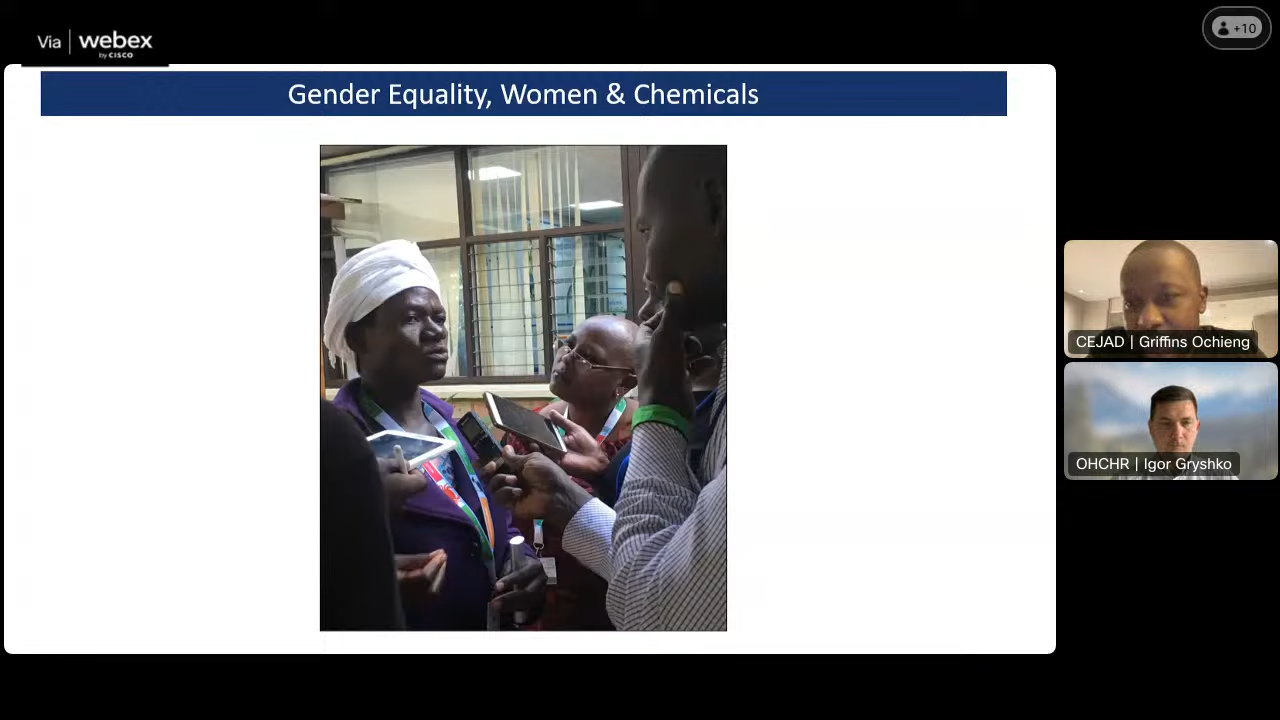 Via webex
by CISCO
+10
Gender Equality, Women & Chemicals
CEJAD | Griffins Ochieng
OHCHR | Igor Gryshko